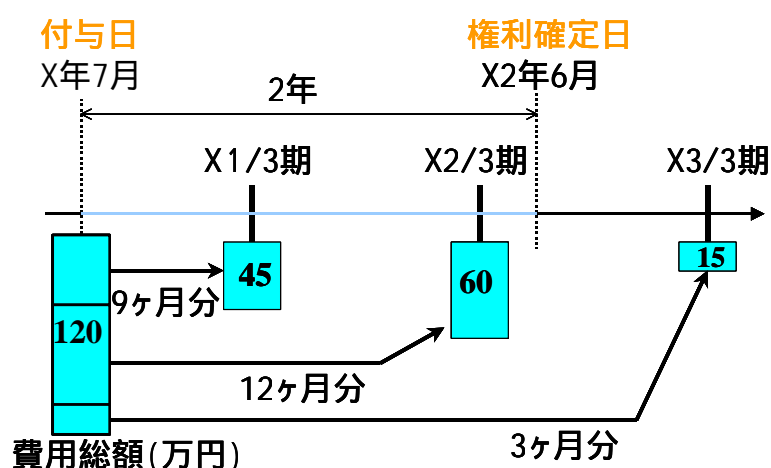 付与日
権利確定日
X年7月
X2年6月
2年
X1/3期
X2/3期
X3/3期
45
60
15
9ヶ月分
120
12ヶ月分
3ヶ月分
費用総額(万円)